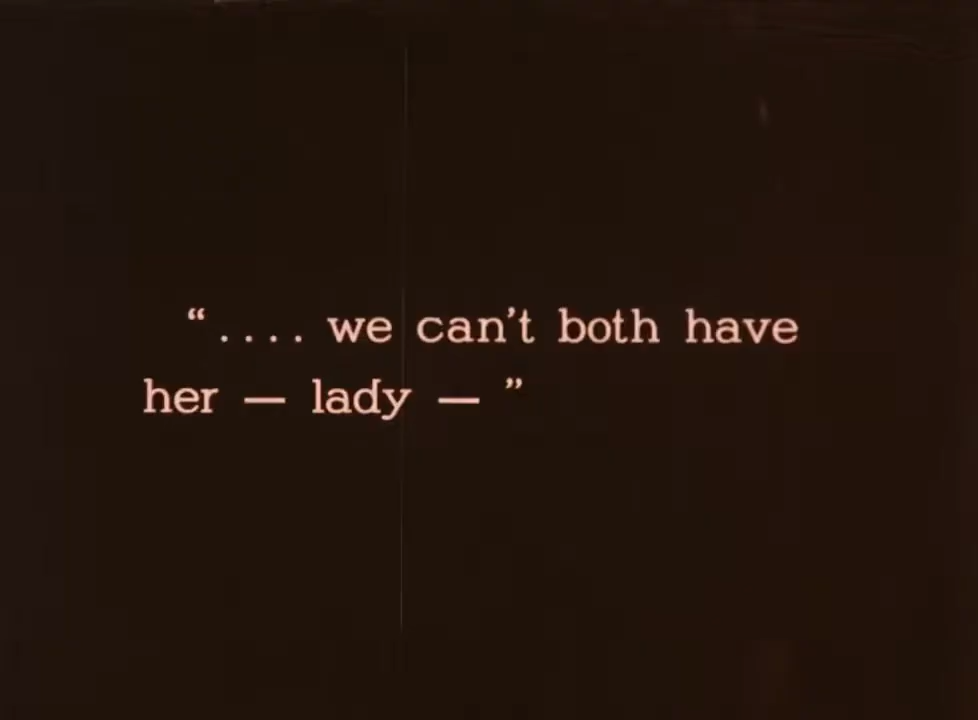 “.... we can’t both have
her — lady — ”